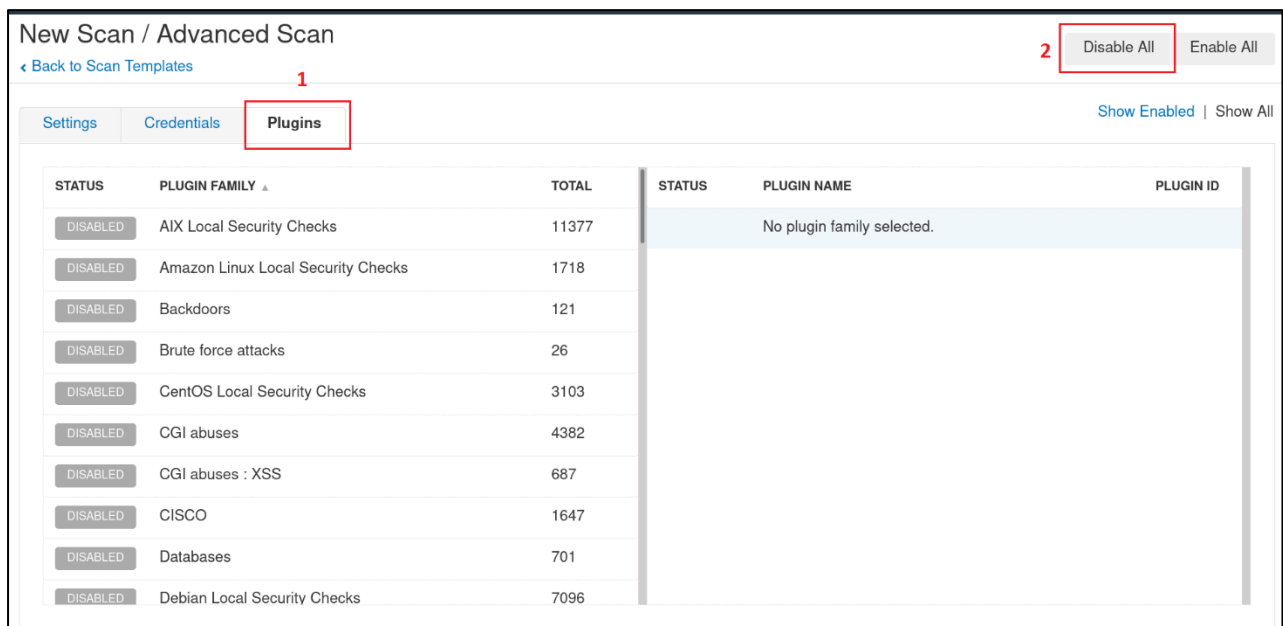 New Scan / Advanced Scan
‹ Back to Scan Templates
1
2
Disable All
Enable All
Settings
Credentials
Plugins
Show Enabled | Show All
STATUS PLUGIN FAMILY ▲ TOTAL
STATUS PLUGIN NAME PLUGIN ID
DISABLED AIX Local Security Checks 11377
No plugin family selected.
DISABLED Amazon Linux Local Security Checks 1718
DISABLED Backdoors 121
DISABLED Brute force attacks 26
DISABLED CentOS Local Security Checks 3103
DISABLED CGI abuses 4382
DISABLED CGI abuses : XSS 687
DISABLED CISCO 1647
DISABLED Databases 701
DISABLED Debian Local Security Checks 7096